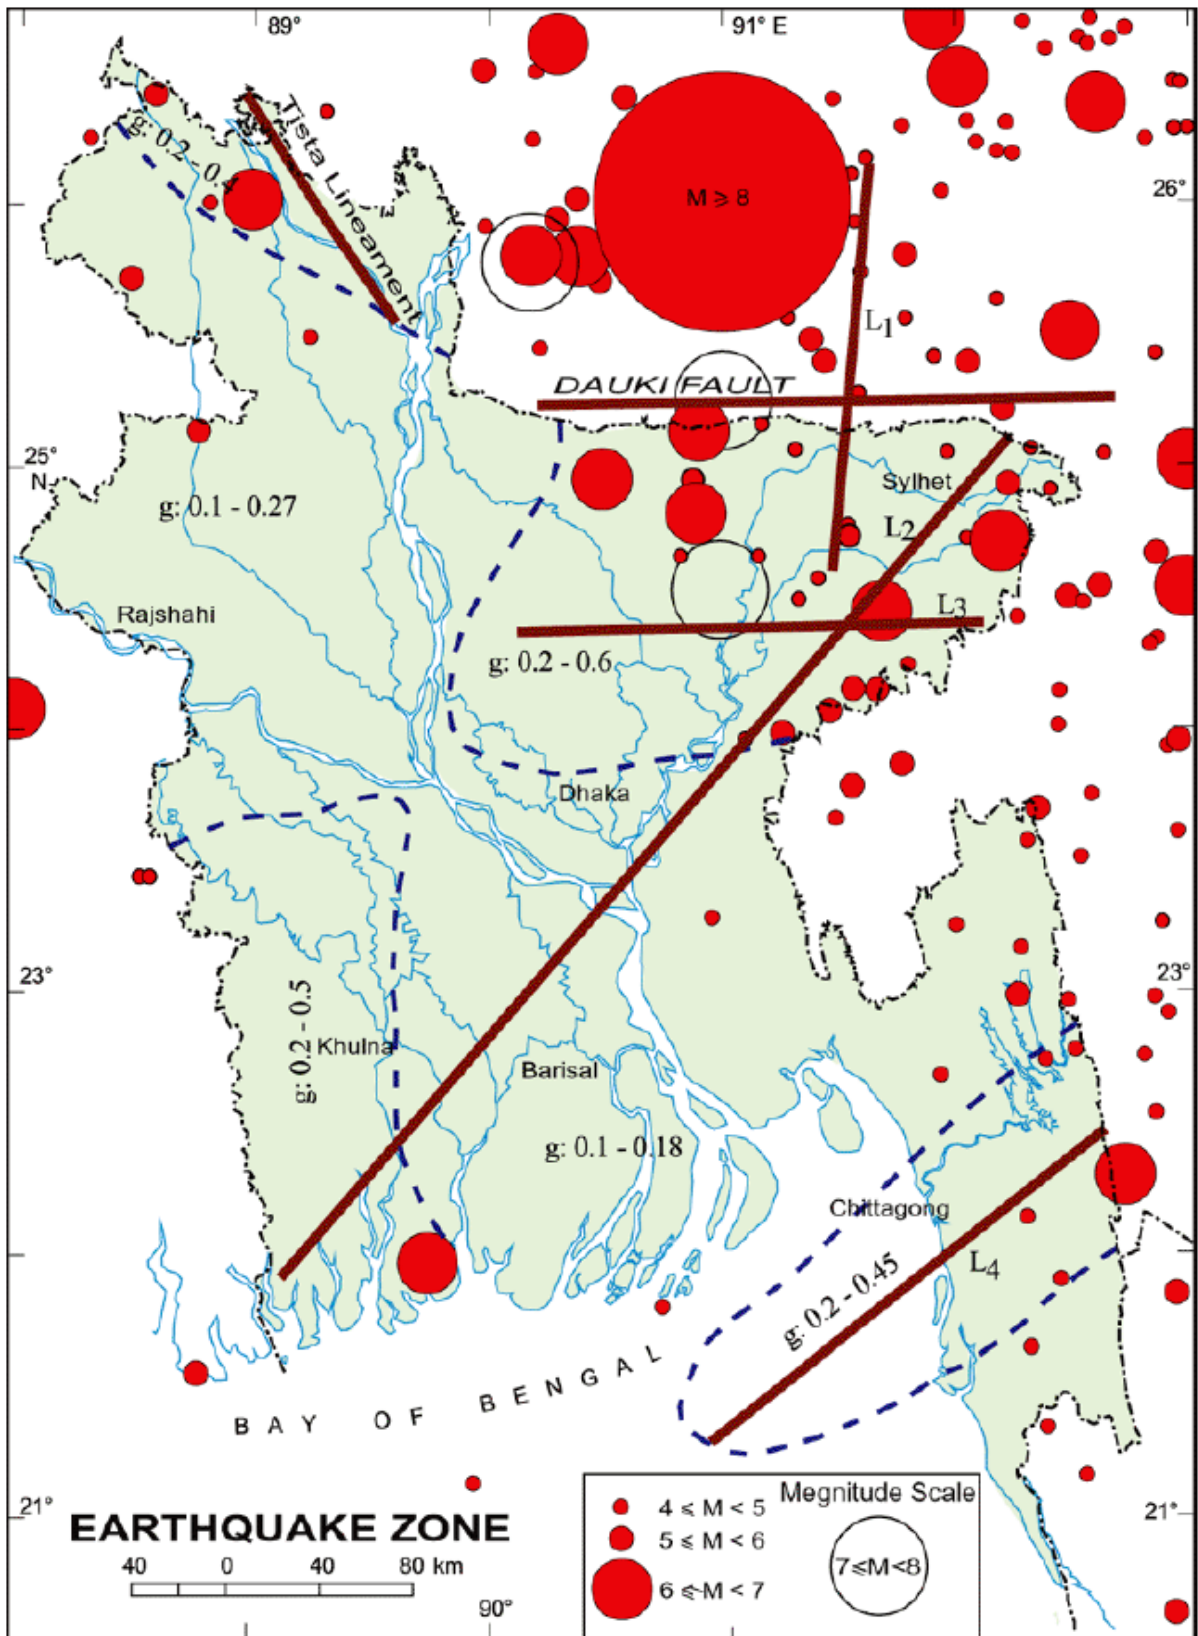 89°
91° E
Tista Lineament
g: 0.2 - 0.4
M ⩾ 8
26°
L1
DAUKI FAULT
25°
N
Sylhet
g: 0.1 - 0.27
L2
L3
Rajshahi
g: 0.2 - 0.6
Dhaka
23°
23°
g: 0.2 - 0.5
Khulna
Barisal
g: 0.1 - 0.18
Chittagong
L4
g: 0.2 - 0.45
BAY OF BENGAL
Megnitude Scale
4 ⩽ M < 5
5 ⩽ M < 6
6 ⩽ M < 7
7⩽M<8
21°
21°
EARTHQUAKE ZONE
40 0 40 80 km
90°